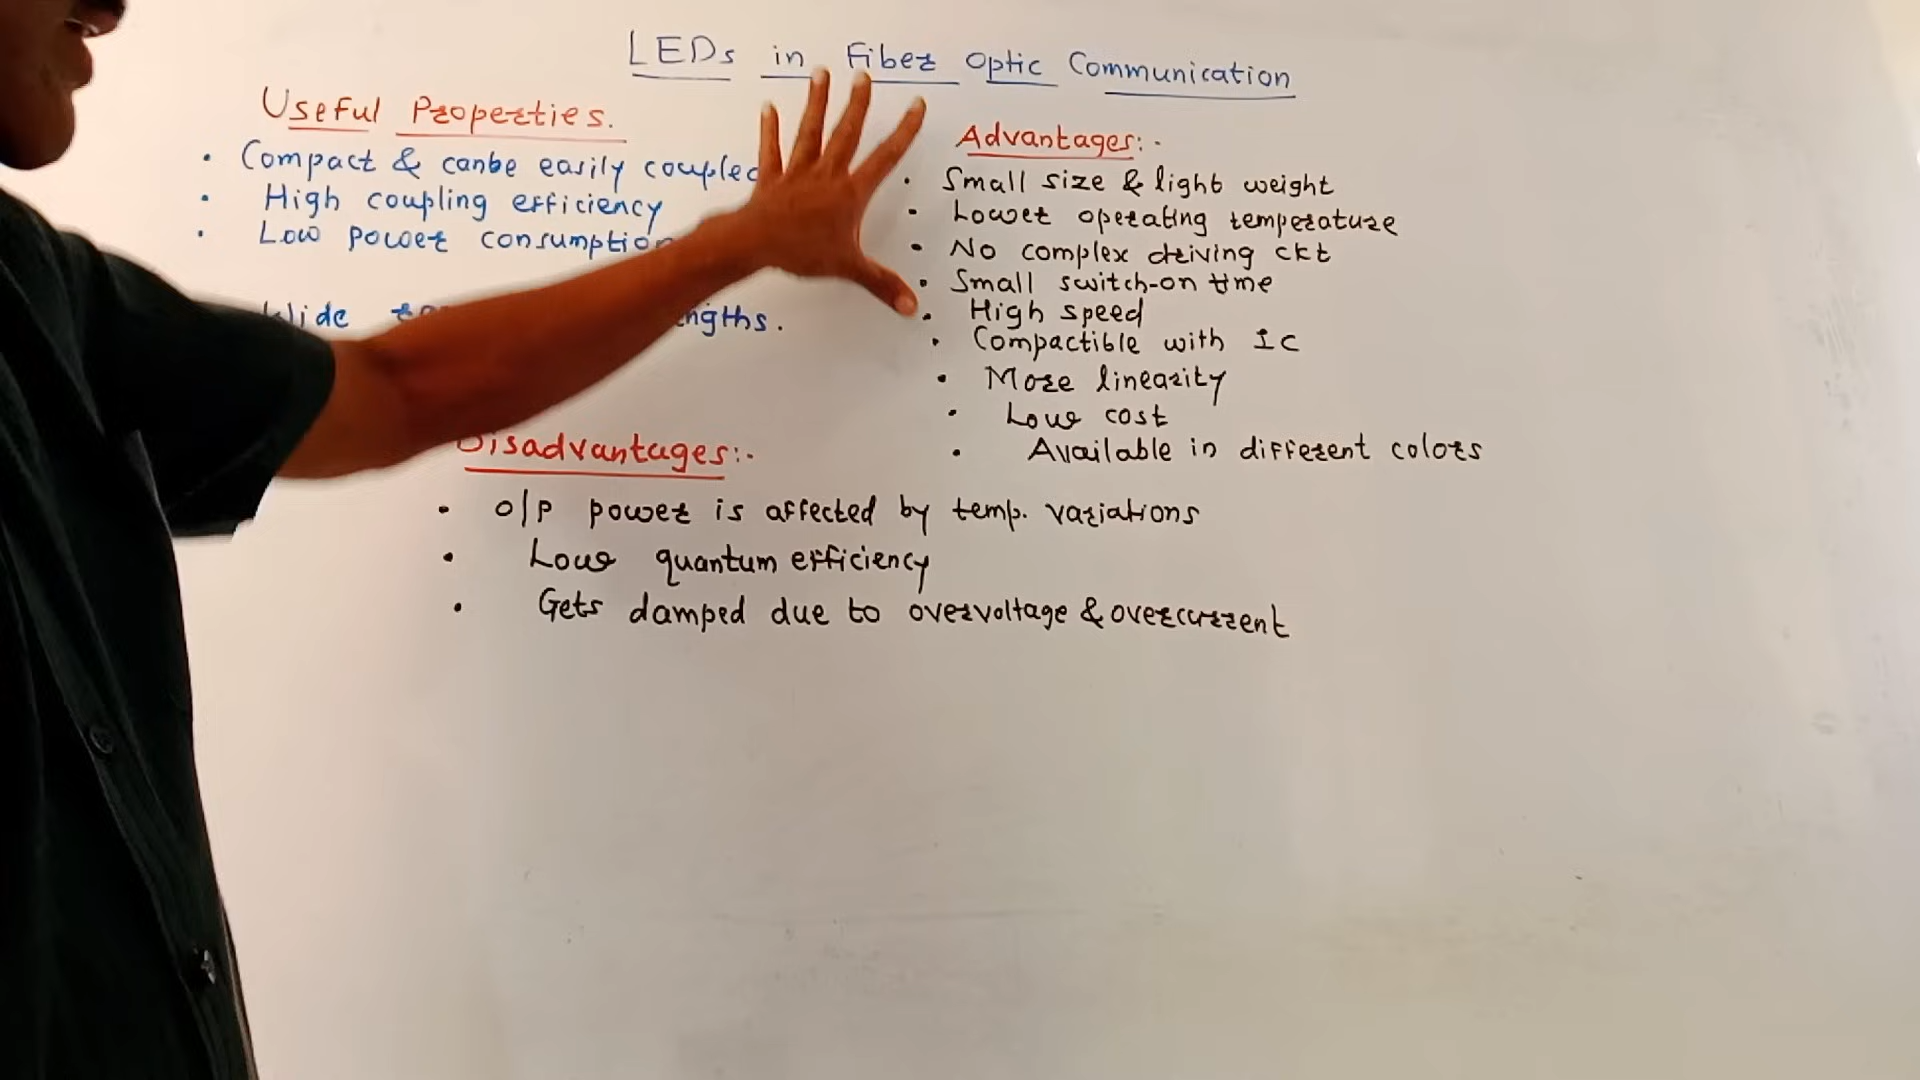 LEDs in Fiber Optic Communication
Useful Properties.
• Compact & canbe easily coupled
• High coupling efficiency
• Low power consumption
Wide
Advantages:-
• Small size & light weight
• Lower operating temperature
• No complex driving ckt
• Small switch-on time
• High speed
• Compactible with IC
• More linearity
• Low cost
• Available in different colors
Disadvantages:-
• O/P power is affected by temp. variations
• Low quantum efficiency
• Gets damped due to overvoltage & overcurrent